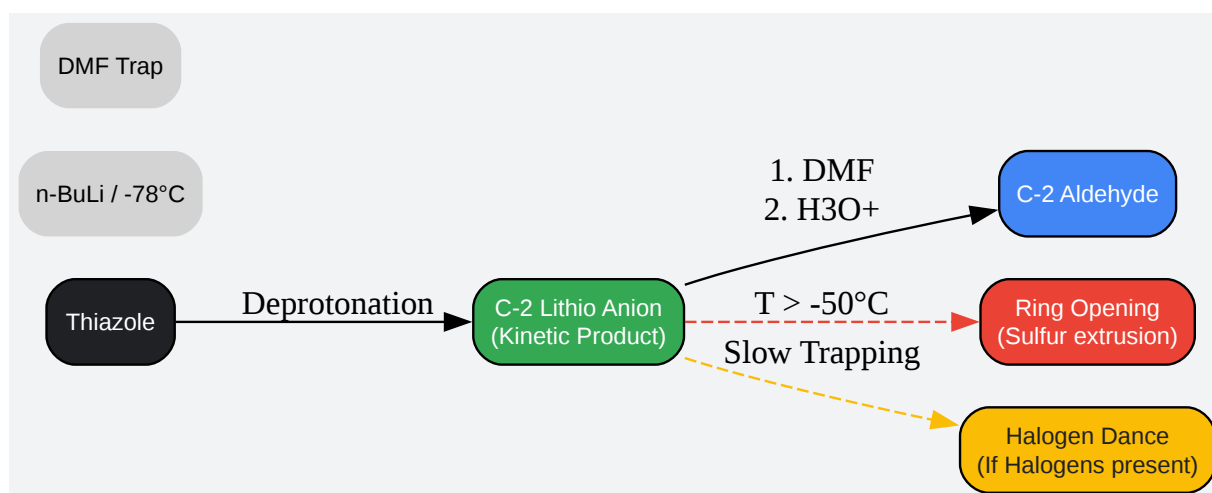 DMF Trap
n-BuLi / -78°C
Thiazole
Deprotonation
C-2 Lithio Anion
(Kinetic Product)
1. DMF
2. H3O+
C-2 Aldehyde
T > -50°C
Ring Opening
(Sulfur extrusion)
Slow Trapping
Halogen Dance
(If Halogens present)